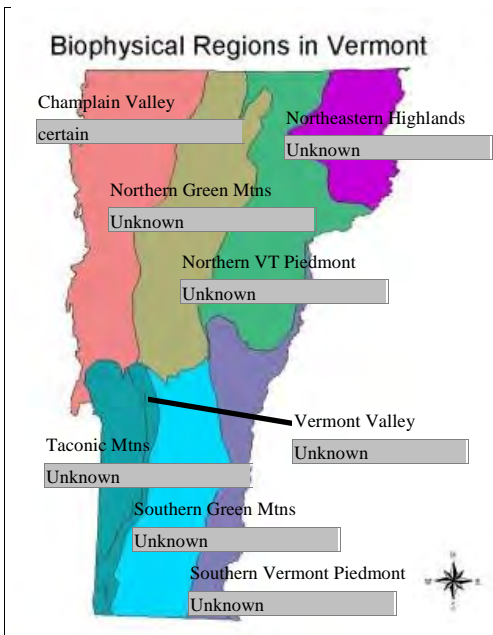 Biophysical Regions in Vermont
Champlain Valley
certain
Northeastern Highlands
Unknown
Northern Green Mtns
Unknown
Northern VT Piedmont
Unknown
Vermont Valley
Unknown
Taconic Mtns
Unknown
Southern Green Mtns
Unknown
Southern Vermont Piedmont
Unknown